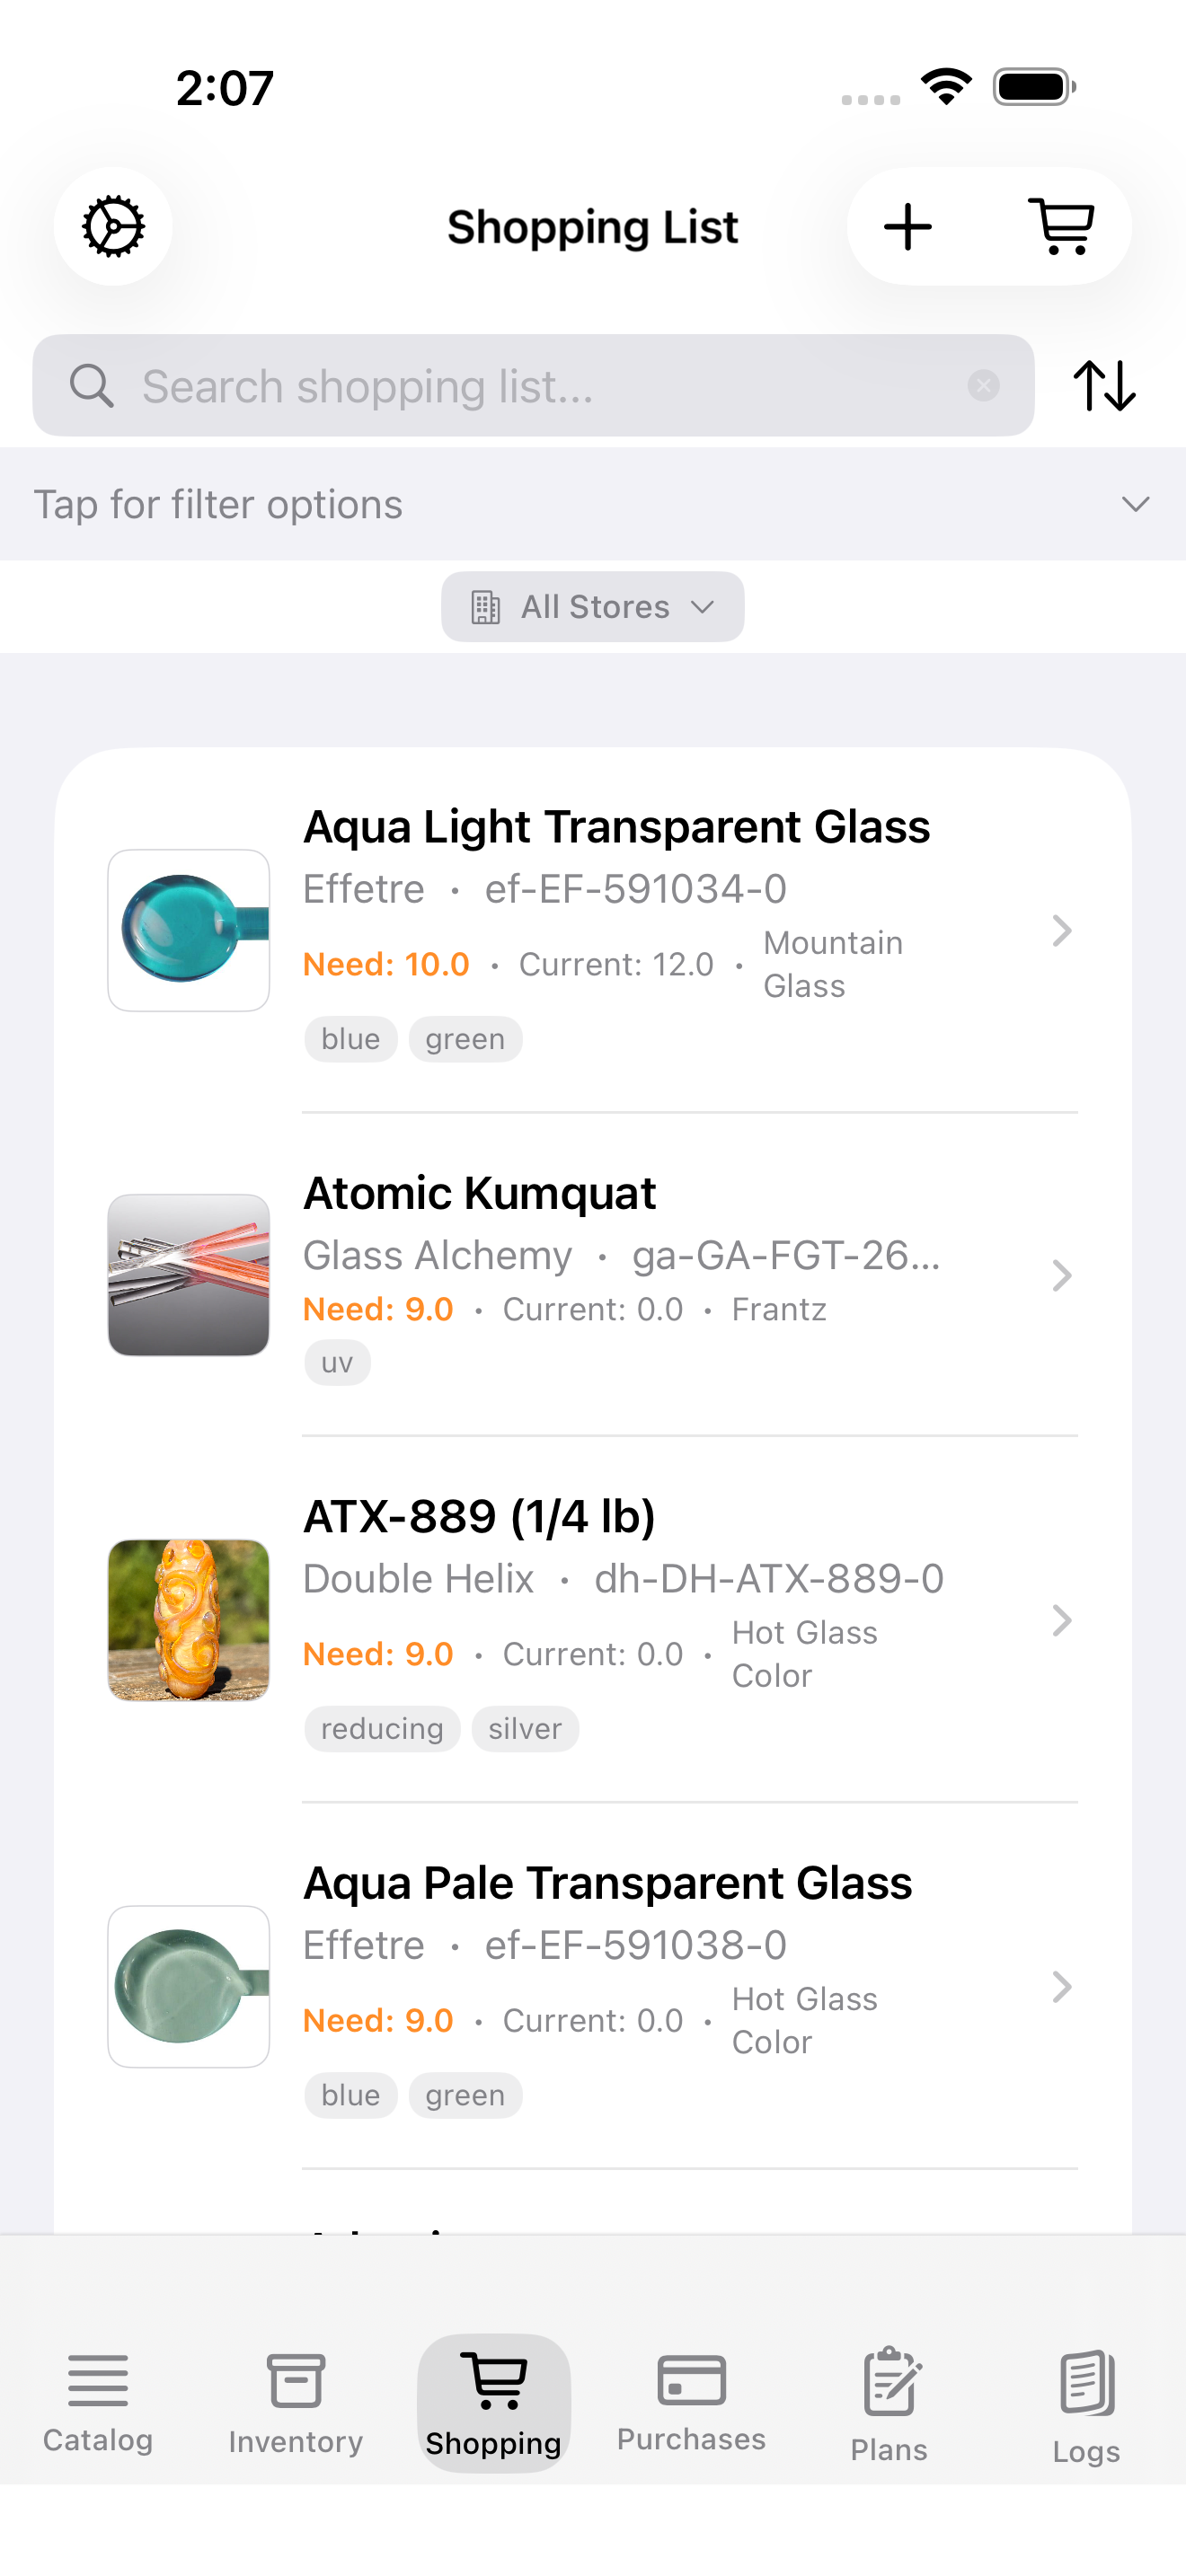 2:07
Shopping List
Search shopping list...
Tap for filter options
All Stores
Aqua Light Transparent Glass
Effetre • ef-EF-591034-0
Need: 10.0 • Current: 12.0 • Mountain Glass
blue green
Atomic Kumquat
Glass Alchemy • ga-GA-FGT-26...
Need: 9.0 • Current: 0.0 • Frantz
uv
ATX-889 (1/4 lb)
Double Helix • dh-DH-ATX-889-0
Need: 9.0 • Current: 0.0 • Hot Glass Color
reducing silver
Aqua Pale Transparent Glass
Effetre • ef-EF-591038-0
Need: 9.0 • Current: 0.0 • Hot Glass Color
blue green
Catalog Inventory Shopping Purchases Plans Logs